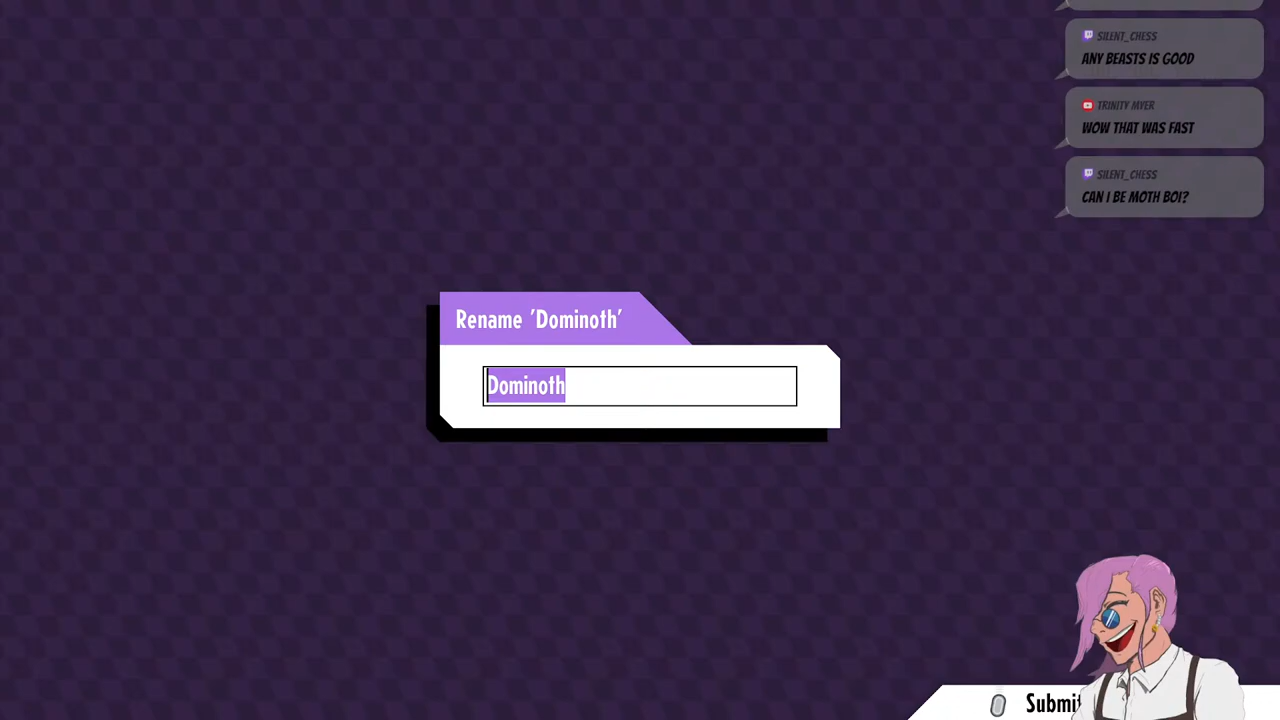 SILENT_CHESS
ANY BEASTS IS GOOD
TRINITY MYER
WOW THAT WAS FAST
SILENT_CHESS
CAN I BE MOTH BOI?
Rename 'Dominoth'
Dominoth
Submit